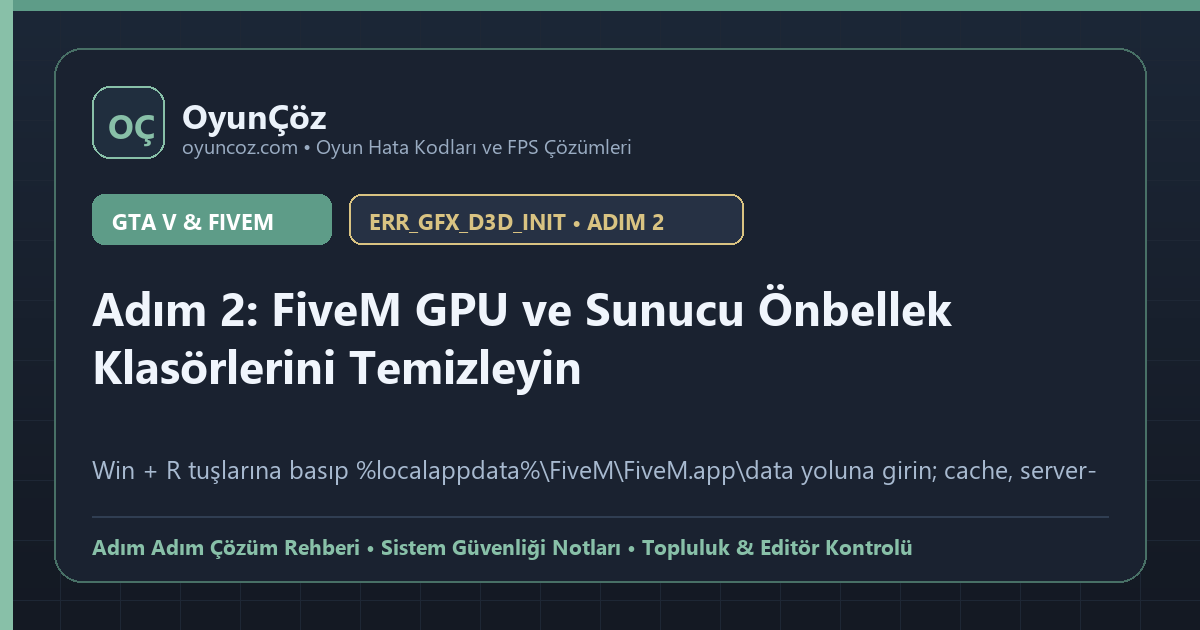 OÇ
OyunÇöz
oyuncoz.com • Oyun Hata Kodları ve FPS Çözümleri
GTA V & FIVEM
ERR_GFX_D3D_INIT • ADIM 2
Adım 2: FiveM GPU ve Sunucu Önbellek
Klasörlerini Temizleyin
Win + R tuşlarına basıp %localappdata%\FiveM\FiveM.app\data yoluna girin; cache, server-
Adım Adım Çözüm Rehberi • Sistem Güvenliği Notları • Topluluk & Editör Kontrolü